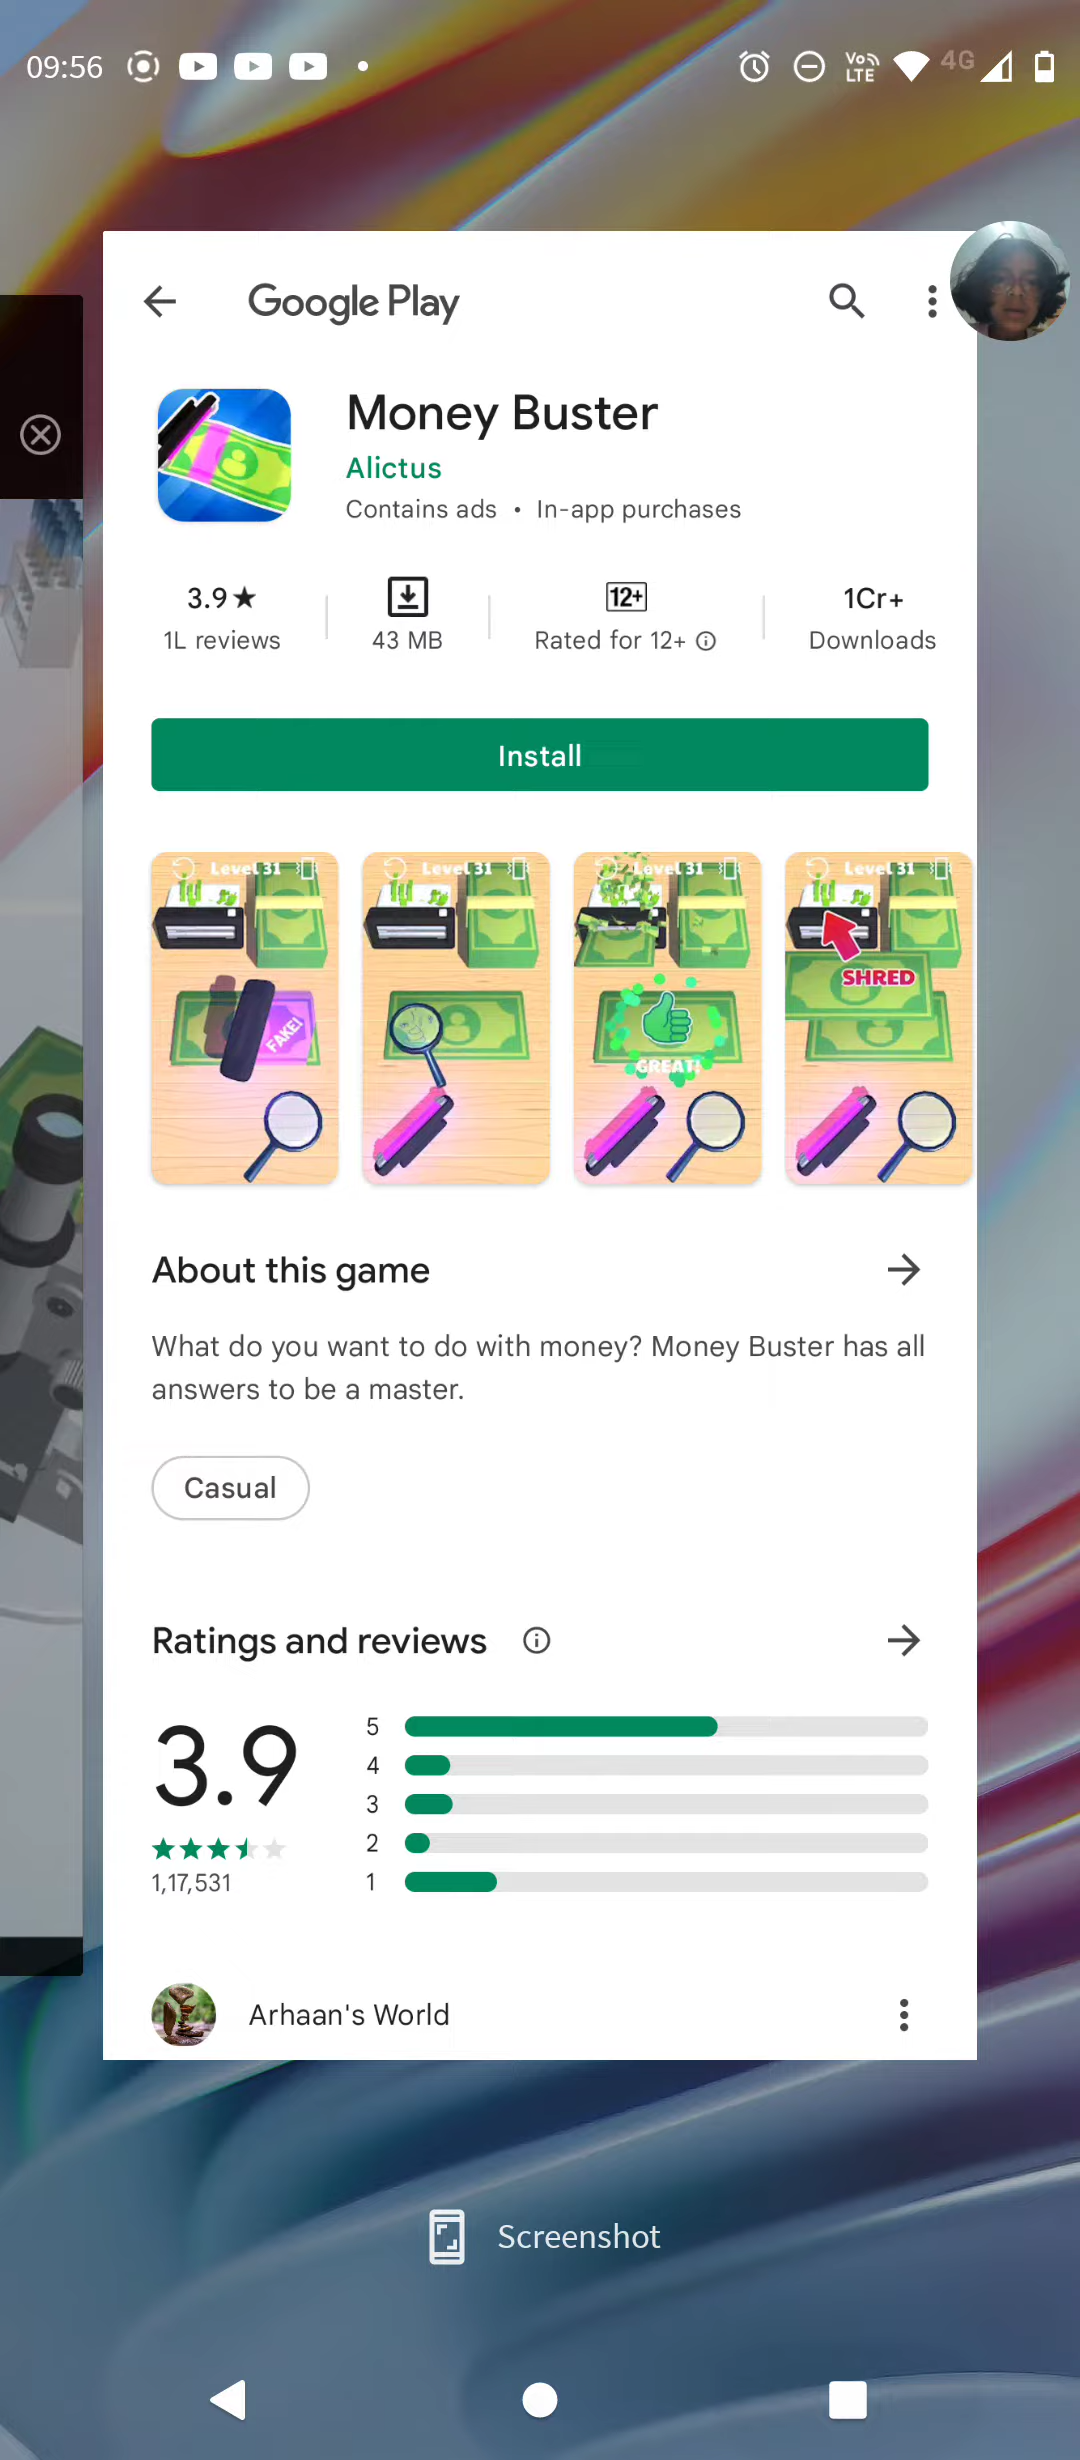 09:56
Vo LTE 4G
Google Play
Money Buster
Alictus
Contains ads • In-app purchases
3.9★ 12+ 1Cr+
1L reviews 43 MB Rated for 12+ Downloads
Install
Level 31 Level 31 Level 31 Level 31
SHRED
FAKE!
GREAT!
About this game
What do you want to do with money? Money Buster has all
answers to be a master.
Casual
Ratings and reviews
3.9
5
4
3
2
1
1,17,531
Arhaan's World
Screenshot